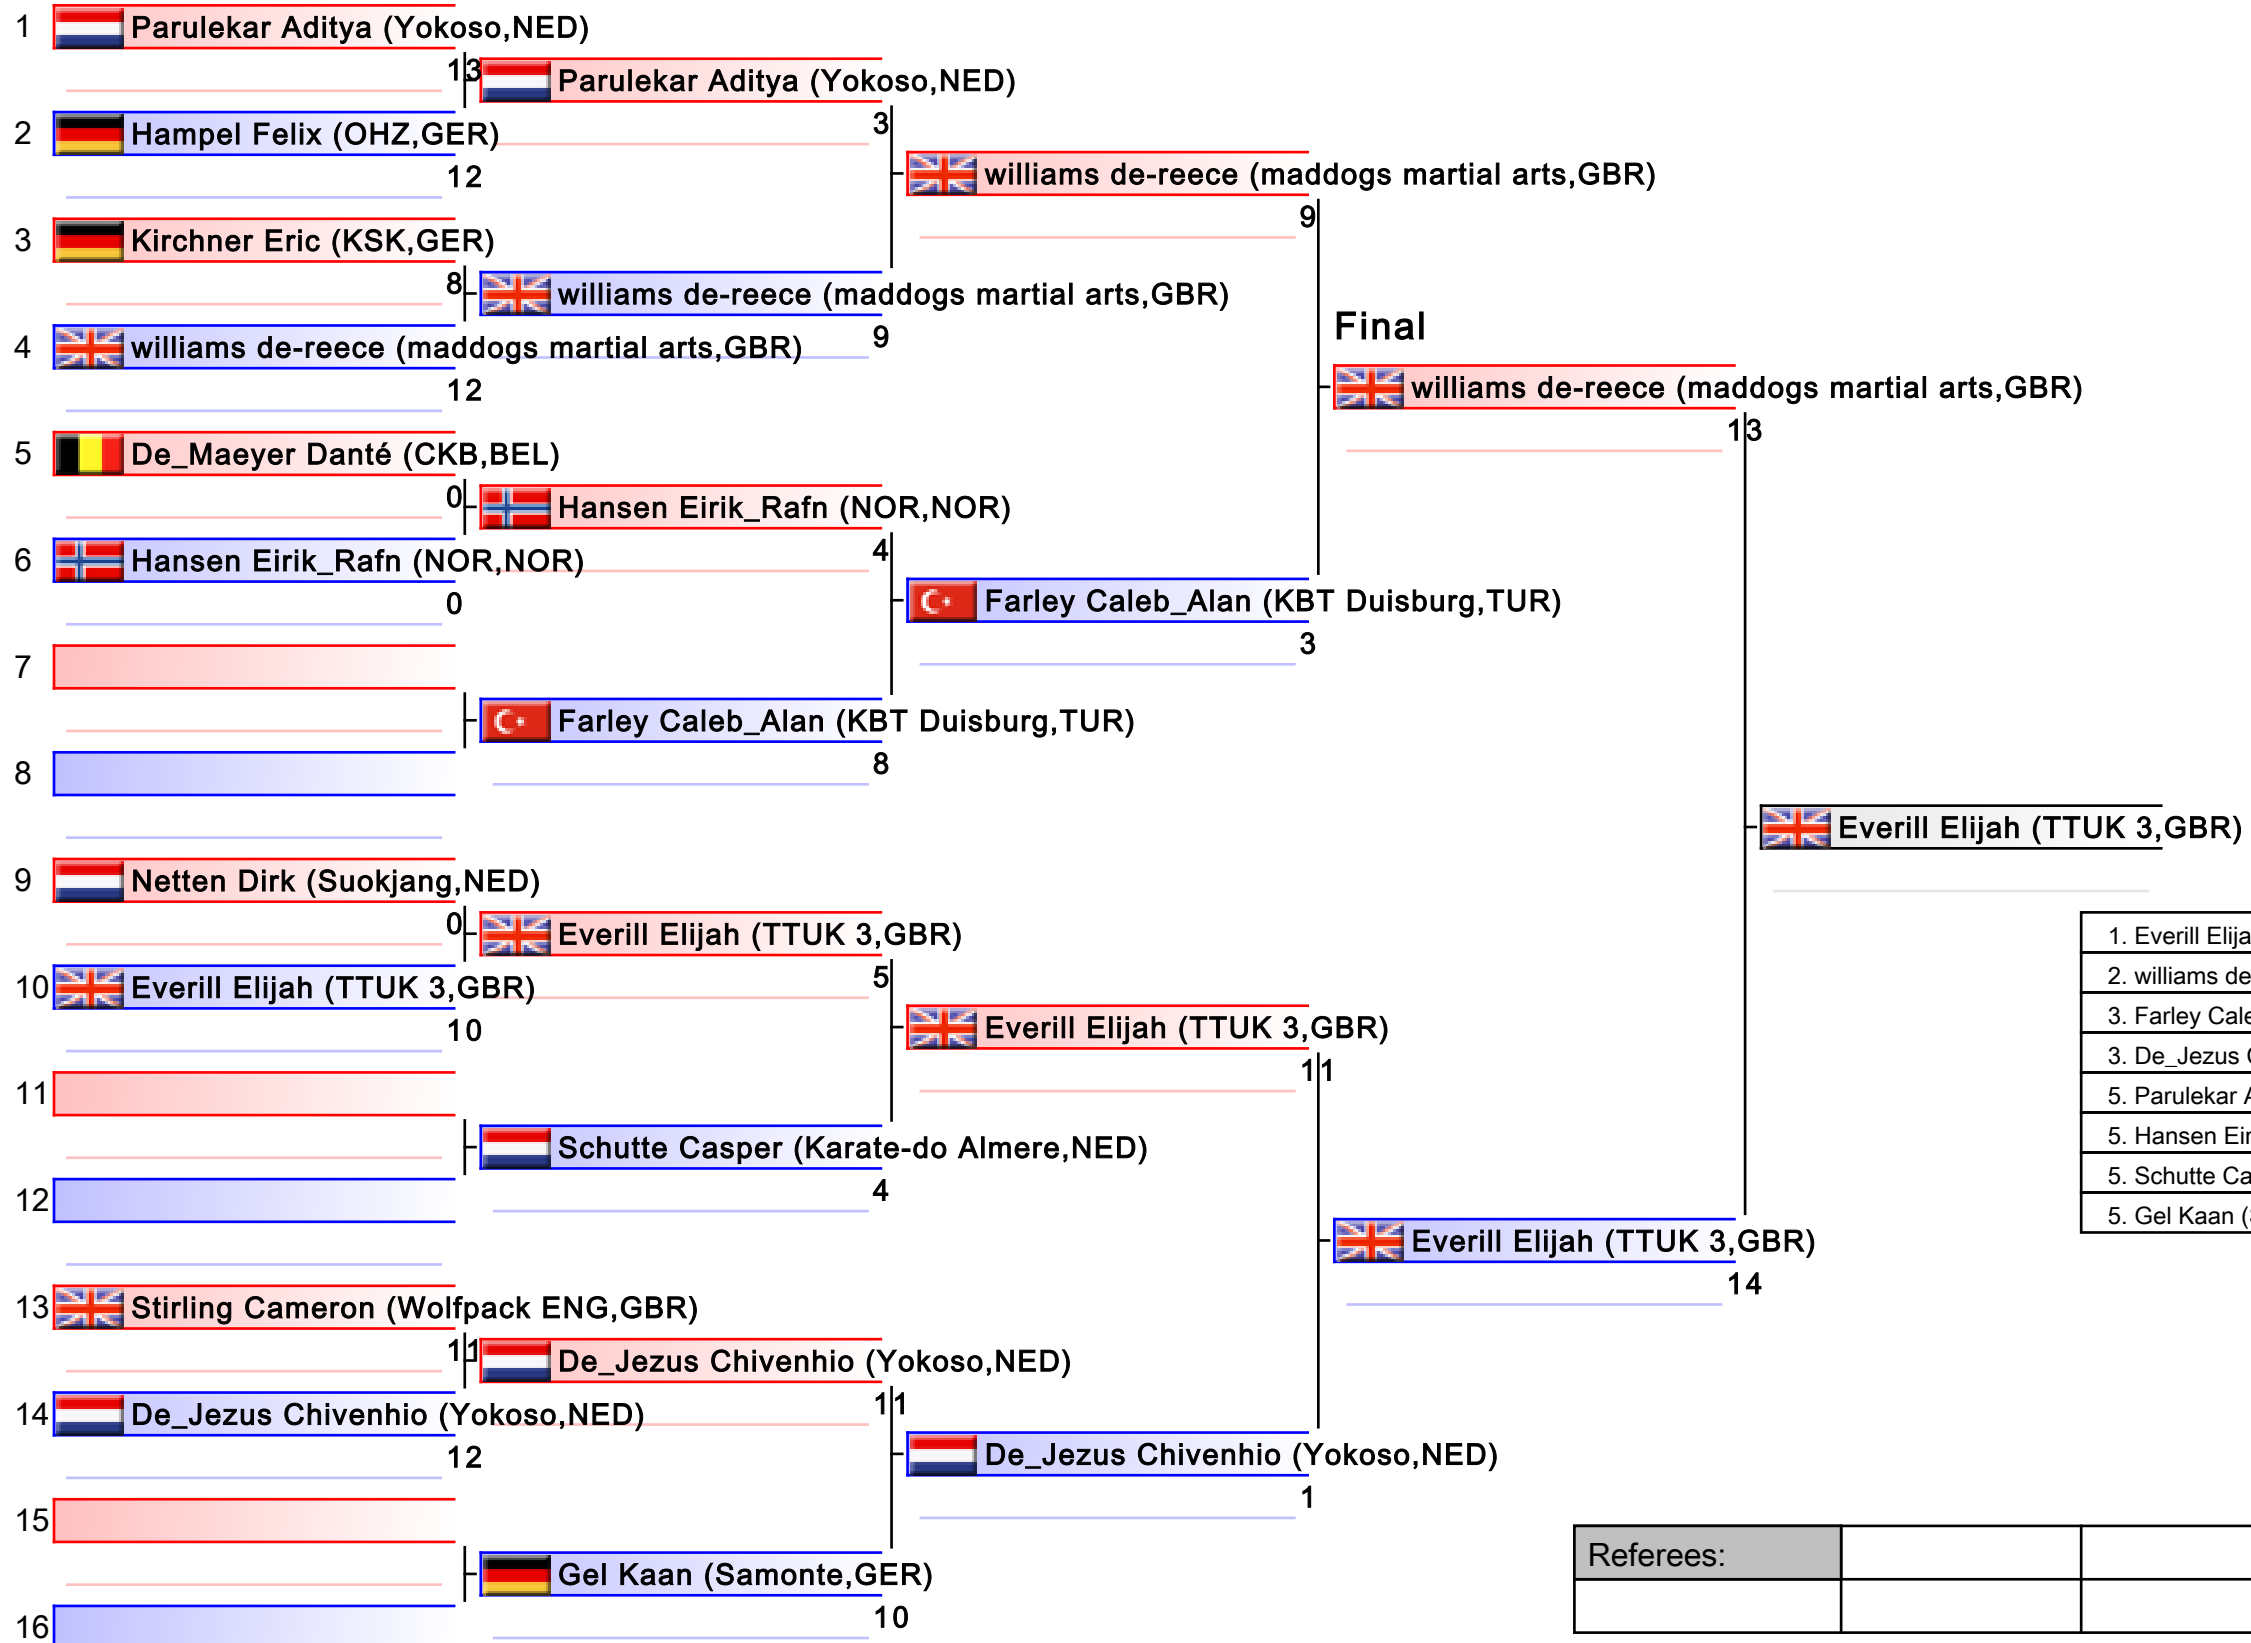 1 Parulekar Aditya (Yokoso,NED)
13 Parulekar Aditya (Yokoso,NED)
2 Hampel Felix (OHZ,GER)
3
12
williams de-reece (maddogs martial arts,GBR)
9
3 Kirchner Eric (KSK,GER)
8 williams de-reece (maddogs martial arts,GBR)
9
Final
4 williams de-reece (maddogs martial arts,GBR)
12
williams de-reece (maddogs martial arts,GBR)
13
5 De_Maeyer Danté (CKB,BEL)
0 Hansen Eirik_Rafn (NOR,NOR)
4
6 Hansen Eirik_Rafn (NOR,NOR)
0
Farley Caleb_Alan (KBT Duisburg,TUR)
3
7
Farley Caleb_Alan (KBT Duisburg,TUR)
8
8
Everill Elijah (TTUK 3,GBR)
9 Netten Dirk (Suokjang,NED)
0 Everill Elijah (TTUK 3,GBR)
5
10 Everill Elijah (TTUK 3,GBR)
10
Everill Elijah (TTUK 3,GBR)
11
11
Schutte Casper (Karate-do Almere,NED)
4
12
Everill Elijah (TTUK 3,GBR)
14
13 Stirling Cameron (Wolfpack ENG,GBR)
11 De_Jezus Chivenhio (Yokoso,NED)
11
14 De_Jezus Chivenhio (Yokoso,NED)
12
De_Jezus Chivenhio (Yokoso,NED)
1
15
Gel Kaan (Samonte,GER)
10
16
1. Everill Elija
2. williams de
3. Farley Cale
3. De_Jezus
5. Parulekar
5. Hansen Eir
5. Schutte Ca
5. Gel Kaan (
Referees: